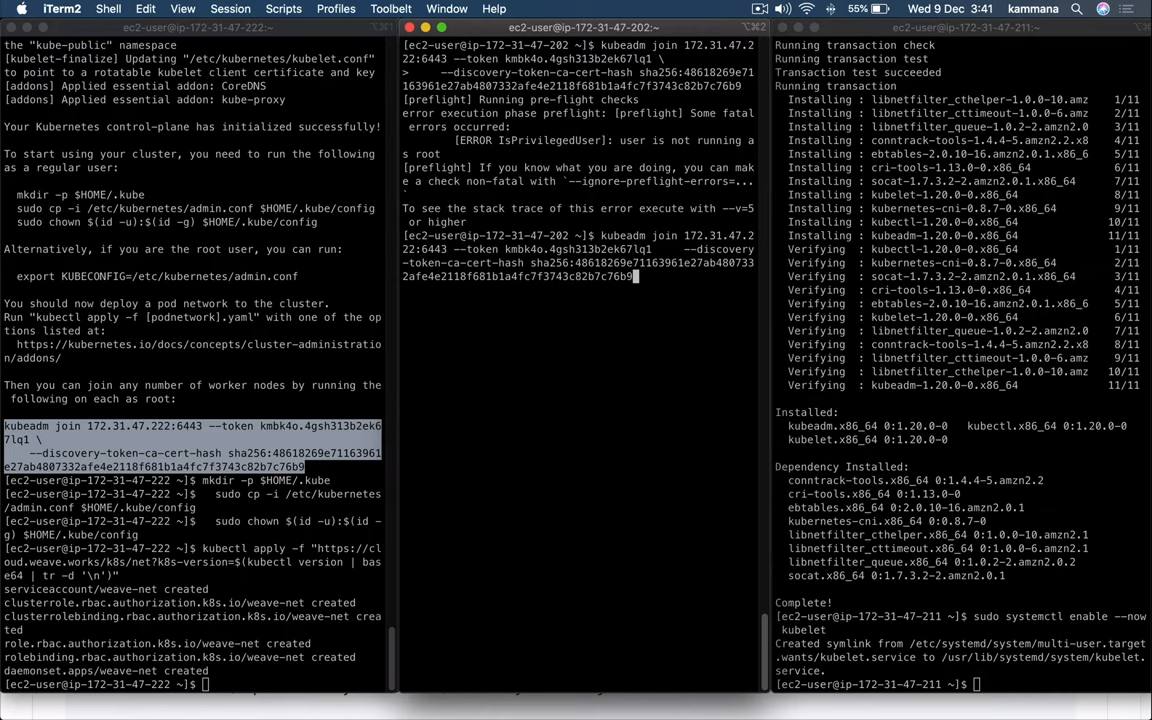 iTerm2 Shell Edit View Session Scripts Profiles Toolbelt Window Help 55% Wed 9 Dec 3:41 kammana
ec2-user@ip-172-31-47-222:~ ⌥⌘1
the "kube-public" namespace
[kubelet-finalize] Updating "/etc/kubernetes/kubelet.conf"
to point to a rotatable kubelet client certificate and key
[addons] Applied essential addon: CoreDNS
[addons] Applied essential addon: kube-proxy
Your Kubernetes control-plane has initialized successfully!
To start using your cluster, you need to run the following
as a regular user:
mkdir -p $HOME/.kube
sudo cp -i /etc/kubernetes/admin.conf $HOME/.kube/config
sudo chown $(id -u):$(id -g) $HOME/.kube/config
Alternatively, if you are the root user, you can run:
export KUBECONFIG=/etc/kubernetes/admin.conf
You should now deploy a pod network to the cluster.
Run "kubectl apply -f [podnetwork].yaml" with one of the op
tions listed at:
https://kubernetes.io/docs/concepts/cluster-administratio
n/addons/
Then you can join any number of worker nodes by running the
following on each as root:
kubeadm join 172.31.47.222:6443 --token kmbk4o.4gsh313b2ek6
7lq1 \
--discovery-token-ca-cert-hash sha256:48618269e71163961
e27ab4807332afe4e2118f681b1a4fc7f3743c82b7c76b9
[ec2-user@ip-172-31-47-222 ~]$ mkdir -p $HOME/.kube
[ec2-user@ip-172-31-47-222 ~]$ sudo cp -i /etc/kubernetes
/admin.conf $HOME/.kube/config
[ec2-user@ip-172-31-47-222 ~]$ sudo chown $(id -u):$(id -
g) $HOME/.kube/config
[ec2-user@ip-172-31-47-222 ~]$ kubectl apply -f "https://cl
oud.weave.works/k8s/net?k8s-version=$(kubectl version | bas
e64 | tr -d '\n')"
serviceaccount/weave-net created
clusterrole.rbac.authorization.k8s.io/weave-net created
clusterrolebinding.rbac.authorization.k8s.io/weave-net crea
ted
role.rbac.authorization.k8s.io/weave-net created
rolebinding.rbac.authorization.k8s.io/weave-net created
daemonset.apps/weave-net created
[ec2-user@ip-172-31-47-222 ~]$
ec2-user@ip-172-31-47-202:~ ⌥⌘2
[ec2-user@ip-172-31-47-202 ~]$ kubeadm join 172.31.47.2
22:6443 --token kmbk4o.4gsh313b2ek67lq1 \
> --discovery-token-ca-cert-hash sha256:48618269e71
163961e27ab4807332afe4e2118f681b1a4fc7f3743c82b7c76b9
[preflight] Running pre-flight checks
error execution phase preflight: [preflight] Some fatal
errors occurred:
[ERROR IsPrivilegedUser]: user is not running a
s root
[preflight] If you know what you are doing, you can mak
e a check non-fatal with `--ignore-preflight-errors=...
`
To see the stack trace of this error execute with --v=5
or higher
[ec2-user@ip-172-31-47-202 ~]$ kubeadm join 172.31.47.2
22:6443 --token kmbk4o.4gsh313b2ek67lq1 --discovery
-token-ca-cert-hash sha256:48618269e71163961e27ab480733
2afe4e2118f681b1a4fc7f3743c82b7c76b9
ec2-user@ip-172-31-47-211:~ ⌥⌘3
Running transaction check
Running transaction test
Transaction test succeeded
Running transaction
Installing : libnetfilter_cthelper-1.0.0-10.amz 1/11
Installing : libnetfilter_cttimeout-1.0.0-6.amz 2/11
Installing : libnetfilter_queue-1.0.2-2.amzn2.0 3/11
Installing : conntrack-tools-1.4.4-5.amzn2.2.x8 4/11
Installing : ebtables-2.0.10-16.amzn2.0.1.x86_6 5/11
Installing : cri-tools-1.13.0-0.x86_64 6/11
Installing : socat-1.7.3.2-2.amzn2.0.1.x86_64 7/11
Installing : kubelet-1.20.0-0.x86_64 8/11
Installing : kubernetes-cni-0.8.7-0.x86_64 9/11
Installing : kubectl-1.20.0-0.x86_64 10/11
Installing : kubeadm-1.20.0-0.x86_64 11/11
Verifying : kubectl-1.20.0-0.x86_64 1/11
Verifying : kubernetes-cni-0.8.7-0.x86_64 2/11
Verifying : socat-1.7.3.2-2.amzn2.0.1.x86_64 3/11
Verifying : cri-tools-1.13.0-0.x86_64 4/11
Verifying : ebtables-2.0.10-16.amzn2.0.1.x86_6 5/11
Verifying : kubelet-1.20.0-0.x86_64 6/11
Verifying : libnetfilter_queue-1.0.2-2.amzn2.0 7/11
Verifying : conntrack-tools-1.4.4-5.amzn2.2.x8 8/11
Verifying : libnetfilter_cttimeout-1.0.0-6.amz 9/11
Verifying : libnetfilter_cthelper-1.0.0-10.amz 10/11
Verifying : kubeadm-1.20.0-0.x86_64 11/11
Installed:
kubeadm.x86_64 0:1.20.0-0 kubectl.x86_64 0:1.20.0-0
kubelet.x86_64 0:1.20.0-0
Dependency Installed:
conntrack-tools.x86_64 0:1.4.4-5.amzn2.2
cri-tools.x86_64 0:1.13.0-0
ebtables.x86_64 0:2.0.10-16.amzn2.0.1
kubernetes-cni.x86_64 0:0.8.7-0
libnetfilter_cthelper.x86_64 0:1.0.0-10.amzn2.1
libnetfilter_cttimeout.x86_64 0:1.0.0-6.amzn2.1
libnetfilter_queue.x86_64 0:1.0.2-2.amzn2.0.2
socat.x86_64 0:1.7.3.2-2.amzn2.0.1
Complete!
[ec2-user@ip-172-31-47-211 ~]$ sudo systemctl enable --now
kubelet
Created symlink from /etc/systemd/system/multi-user.target
.wants/kubelet.service to /usr/lib/systemd/system/kubelet.
service.
[ec2-user@ip-172-31-47-211 ~]$